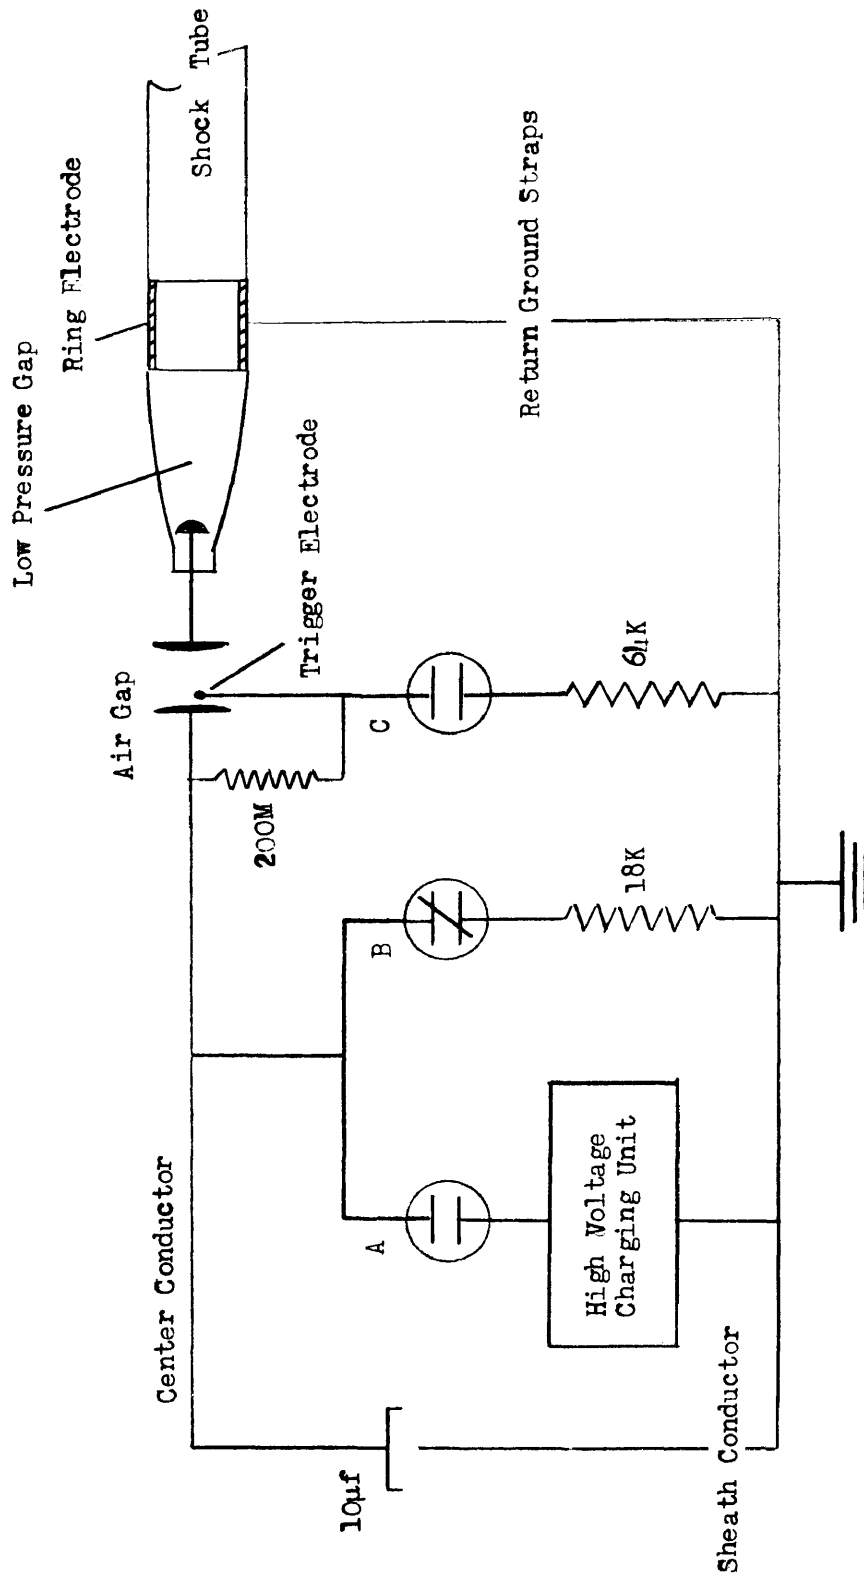 Low Pressure Gap
Ring Electrode
Shock Tube
Air Gap
Trigger Electrode
Center Conductor
200M
Return Ground Straps
10µf
A
B
C
High Voltage
Charging Unit
18K
64K
Sheath Conductor